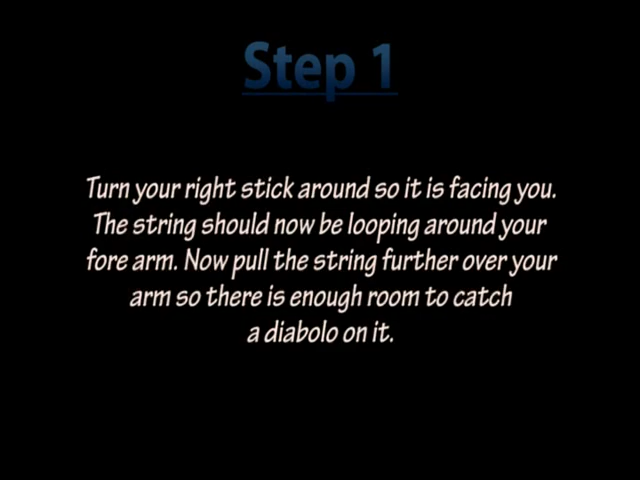 Step 1
Turn your right stick around so it is facing you.
The string should now be looping around your
fore arm. Now pull the string further over your
arm so there is enough room to catch
a diabolo on it.